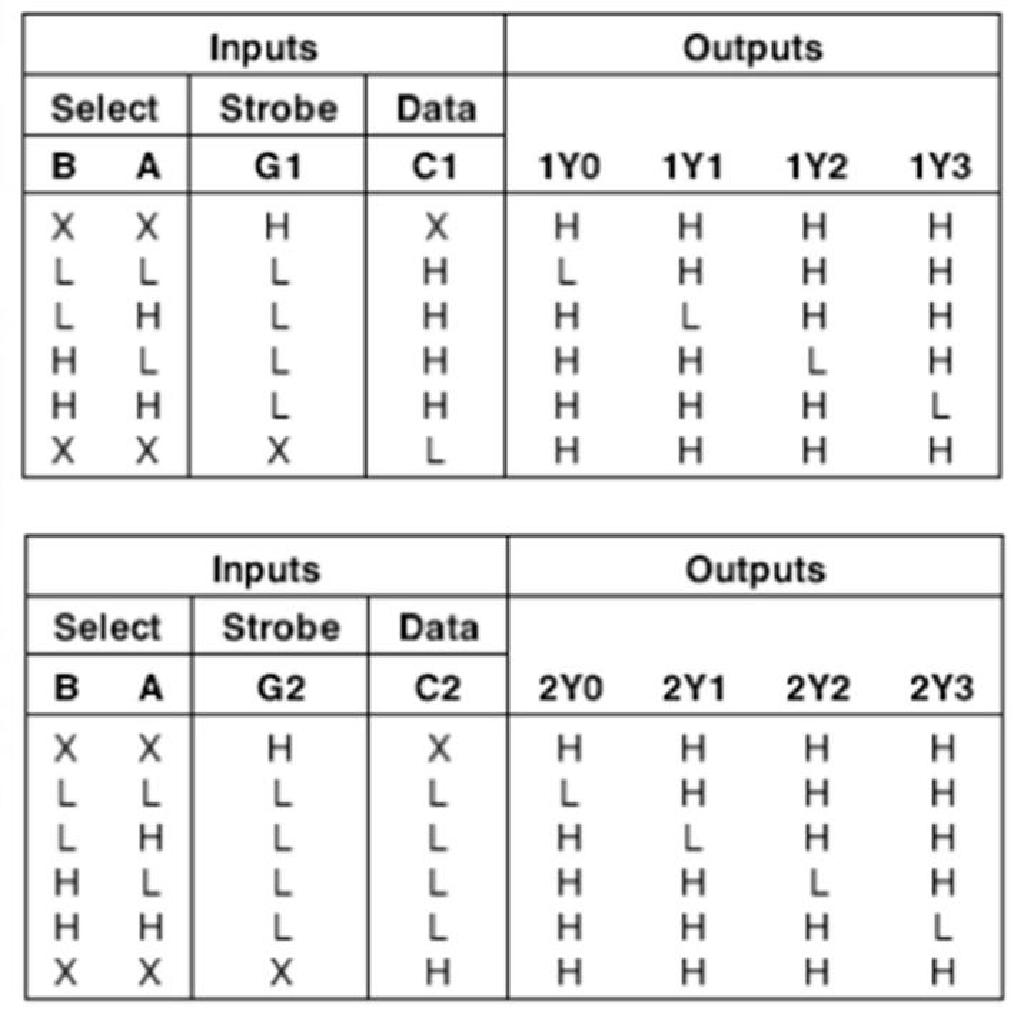 Inputs Outputs
Select Strobe Data
B A G1 C1 1Y0 1Y1 1Y2 1Y3
X X H X H H H H
L L L H L H H H
L H L H H L H H
H L L H H H L H
H H L H H H H L
X X X L H H H H
Inputs Outputs
Select Strobe Data
B A G2 C2 2Y0 2Y1 2Y2 2Y3
X X H X H H H H
L L L L L H H H
L H L L H L H H
H L L L H H L H
H H L L H H H L
X X X H H H H H